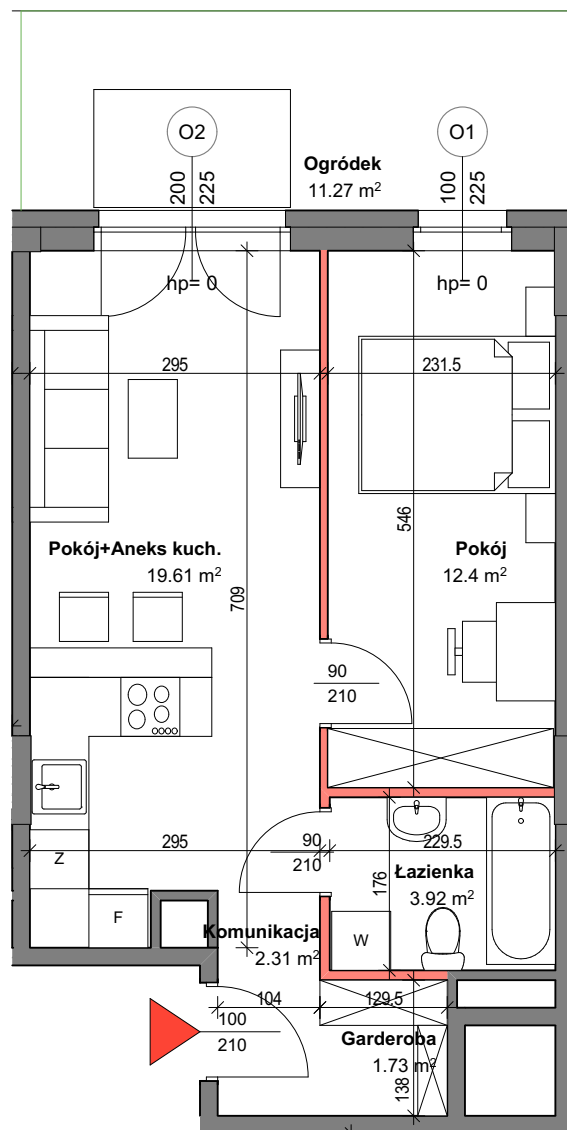 O2
O1
200
225
100
225
Ogródek
11.27 m²
hp= 0
hp= 0
295
231.5
546
709
Pokój+Aneks kuch.
19.61 m²
Pokój
12.4 m²
90
210
295
90
210
229.5
176
Z
F
Łazienka
3.92 m²
W
Komunikacja
2.31 m²
104
129.5
100
210
Garderoba
1.73 m²
138